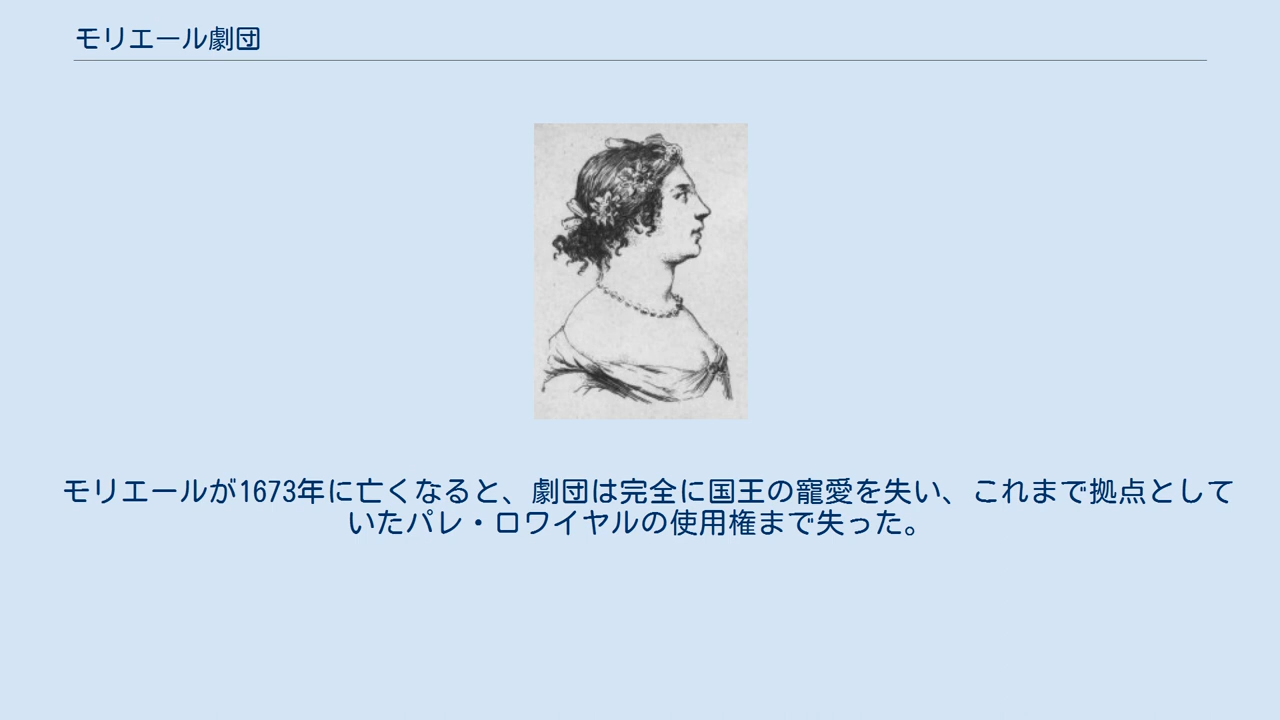 モリエール劇団
モリエールが1673年に亡くなると、劇団は完全に国王の寵愛を失い、これまで拠点として
いたパレ・ロワイヤルの使用権まで失った。